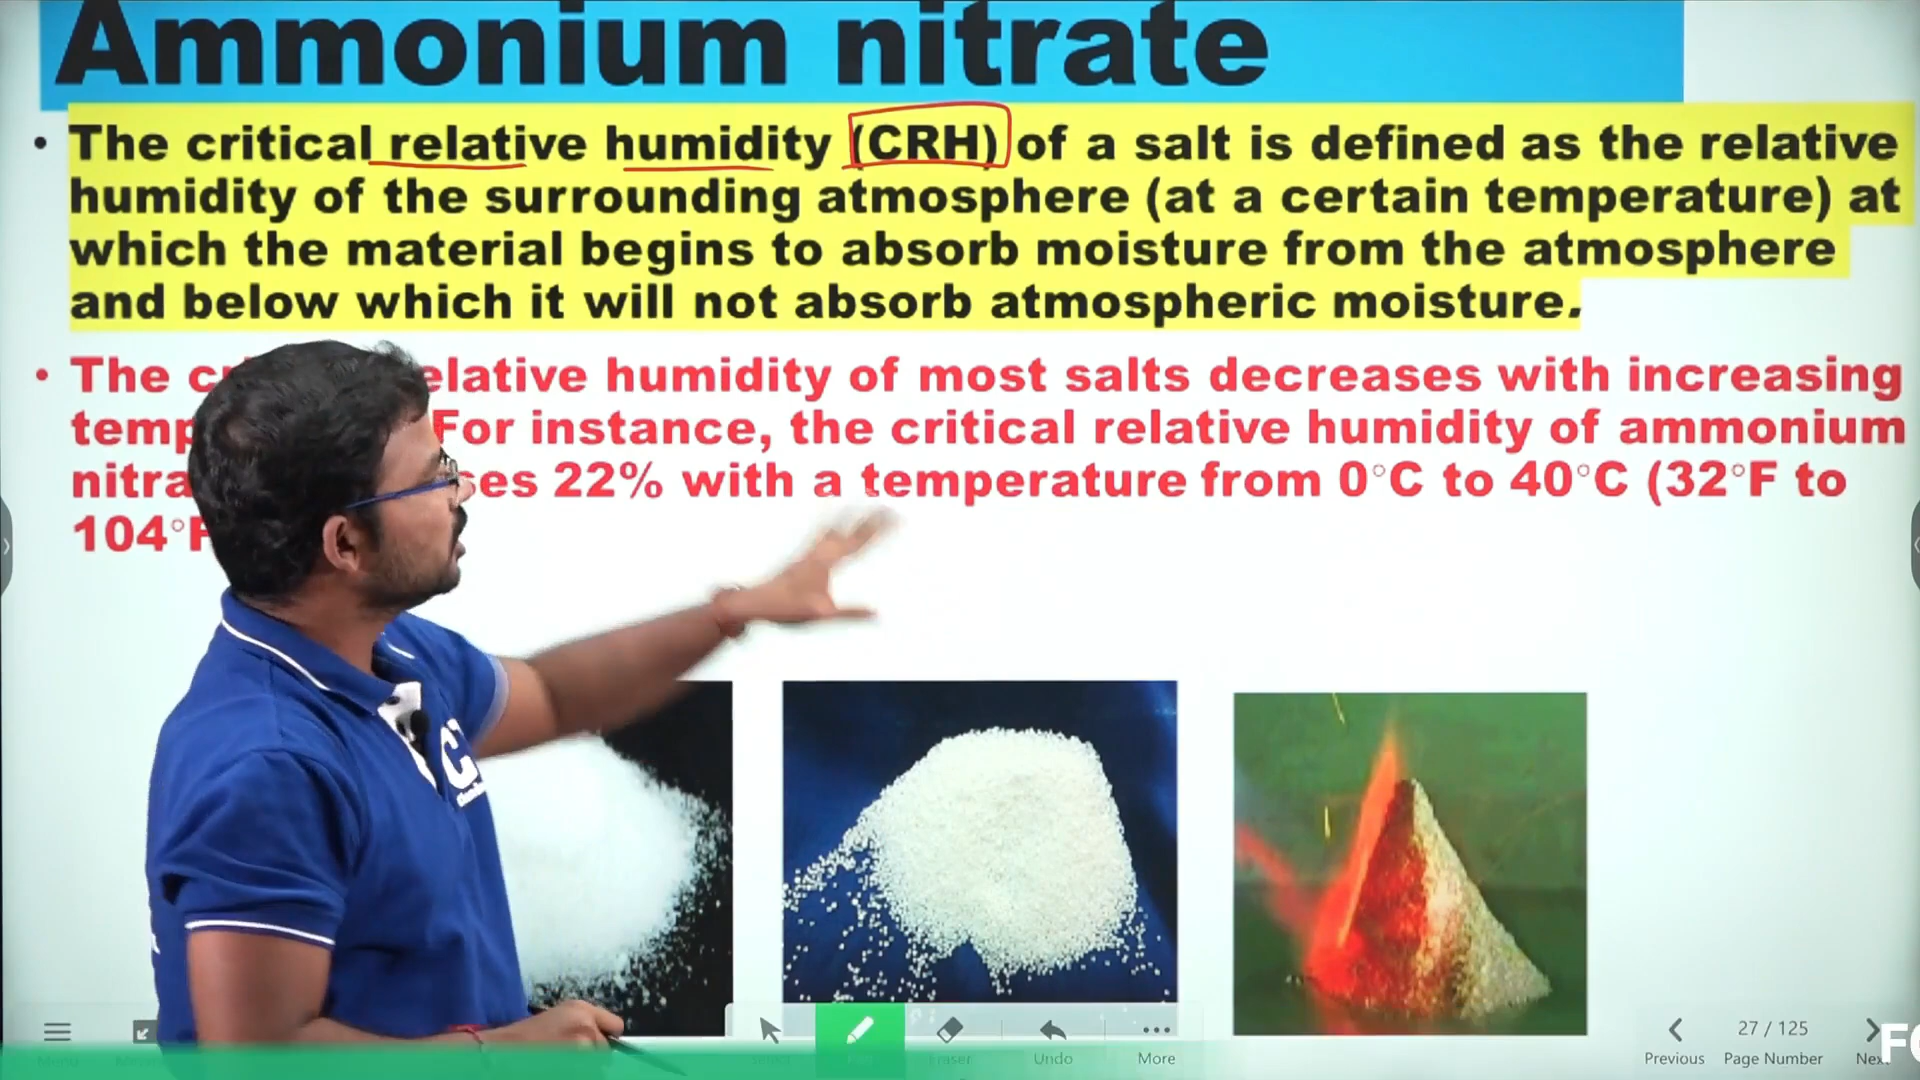 Ammonium nitrate
• The critical relative humidity (CRH) of a salt is defined as the relative
humidity of the surrounding atmosphere (at a certain temperature) at
which the material begins to absorb moisture from the atmosphere
and below which it will not absorb atmospheric moisture.
• The elative humidity of most salts decreases with increasing
temp For instance, the critical relative humidity of ammonium
nitra ses 22% with a temperature from 0°C to 40°C (32°F to
104°F
Eraser
Undo
More
Previous
27 / 125
Page Number